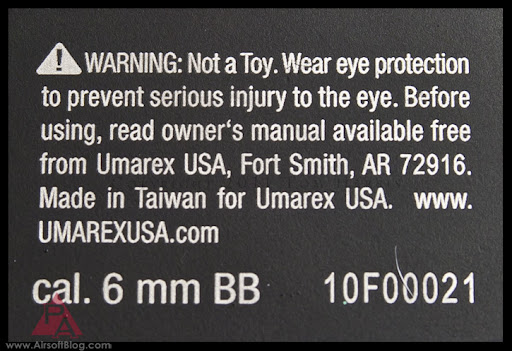 WARNING: Not a Toy. Wear eye protection
to prevent serious injury to the eye. Before
using, read owner‘s manual available free
from Umarex USA, Fort Smith, AR 72916.
Made in Taiwan for Umarex USA. www.
UMAREXUSA.com
cal. 6 mm BB 10F00021
PA
www.AirsoftBlog.com